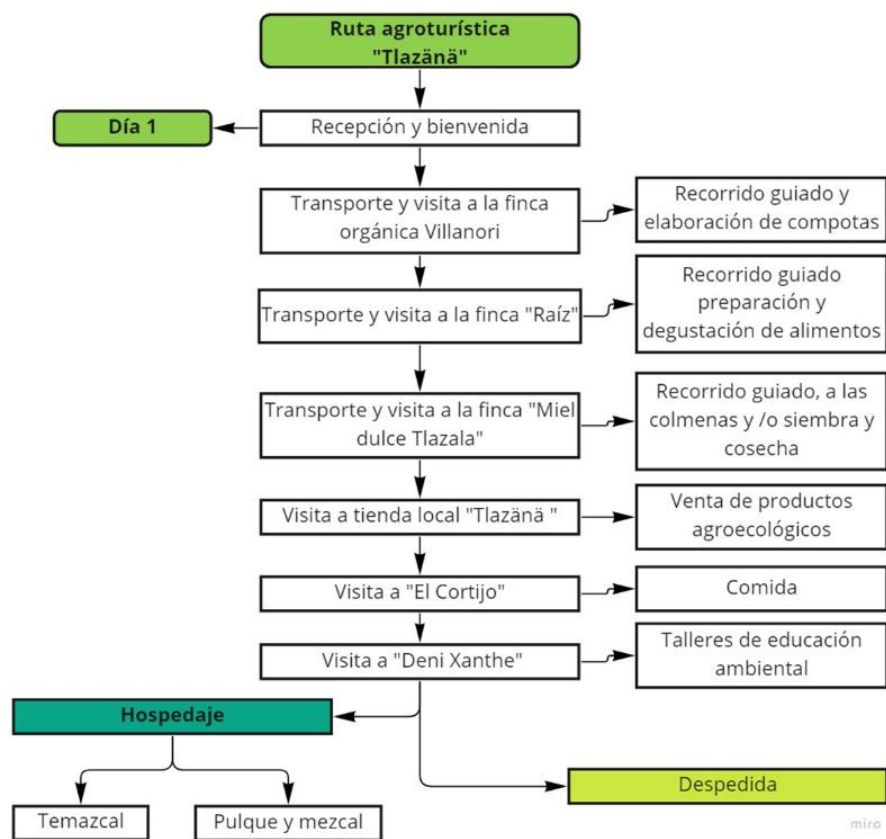 Ruta agroturística
"Tlazänä"
Día 1
Recepción y bienvenida
Transporte y visita a la finca
orgánica Villanori
Recorrido guiado y
elaboración de compotas
Transporte y visita a la finca "Raíz"
Recorrido guiado
preparación y
degustación de alimentos
Transporte y visita a la finca "Miel
dulce Tlazala"
Recorrido guiado, a las
colmenas y /o siembra y
cosecha
Visita a tienda local "Tlazänä "
Venta de productos
agroecológicos
Visita a "El Cortijo"
Comida
Visita a "Deni Xanthe"
Talleres de educación
ambiental
Hospedaje
Despedida
Temazcal
Pulque y mezcal
miro